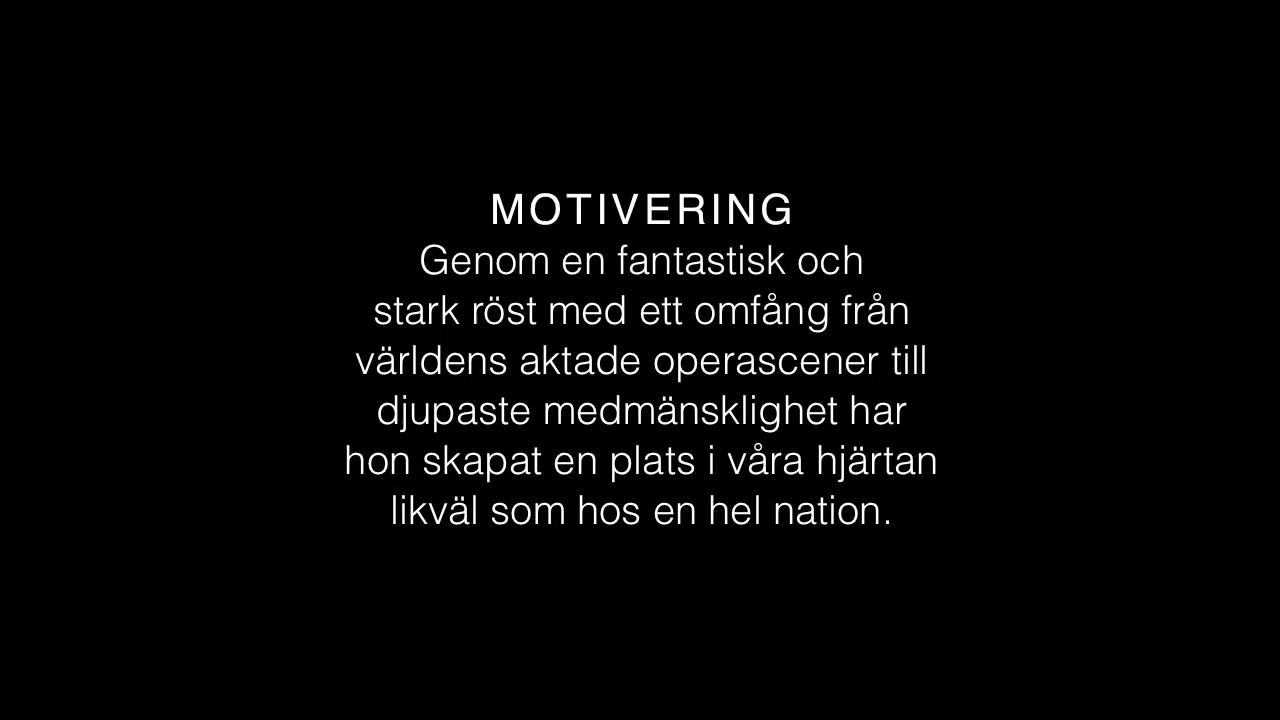 MOTIVERING
Genom en fantastisk och
stark röst med ett omfång från
världens aktade operascener till
djupaste medmänsklighet har
hon skapat en plats i våra hjärtan
likväl som hos en hel nation.